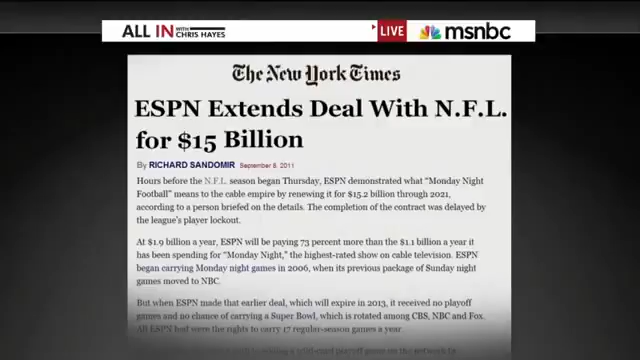 ALL IN WITH CHRIS HAYES
LIVE
msnbc
The New York Times
ESPN Extends Deal With N.F.L.
for $15 Billion
By RICHARD SANDOMIR September 8, 2011
Hours before the N.F.L. season began Thursday, ESPN demonstrated what “Monday Night
Football” means to the cable empire by renewing it for $15.2 billion through 2021,
according to a person briefed on the details. The completion of the contract was delayed by
the league’s player lockout.
At $1.9 billion a year, ESPN will be paying 73 percent more than the $1.1 billion a year it
has been spending for “Monday Night,” the highest-rated show on cable television. ESPN
began carrying Monday night games in 2006, when its previous package of Sunday night
games moved to NBC.
But when ESPN made that earlier deal, which will expire in 2013, it received no playoff
games and no chance of carrying a Super Bowl, which is rotated among CBS, NBC and Fox.
All ESPN had were the rights to carry 17 regular-season games a year.